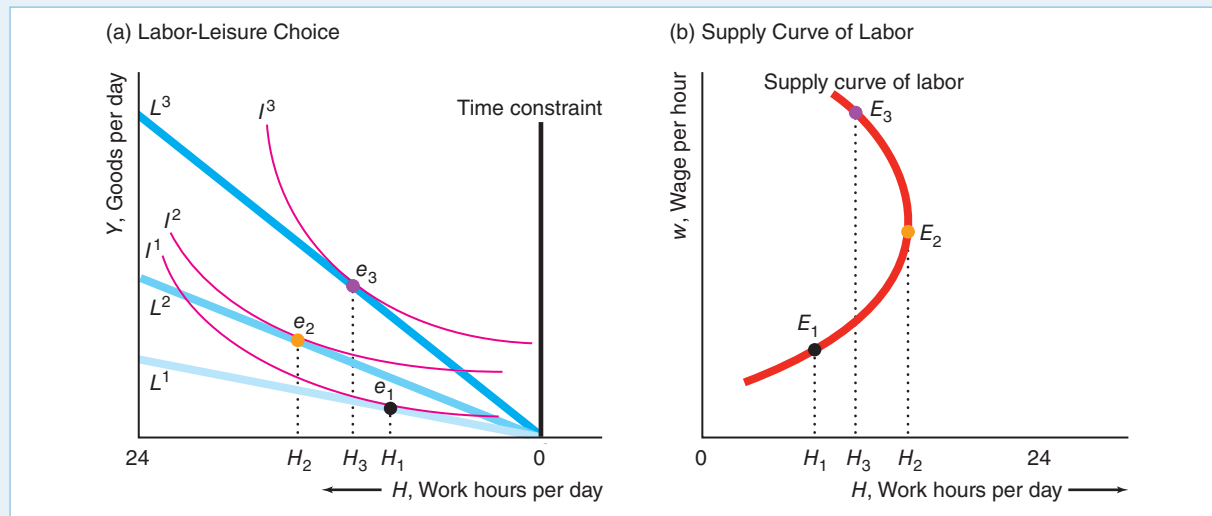 (a) Labor-Leisure Choice
Y, Goods per day
L³
I³
Time constraint
I²
I¹
e₃
L²
e₂
L¹
e₁
24
H₂
H₃
H₁
0
H, Work hours per day
(b) Supply Curve of Labor
w, Wage per hour
Supply curve of labor
E₃
E₂
E₁
0
H₁
H₃
H₂
24
H, Work hours per day